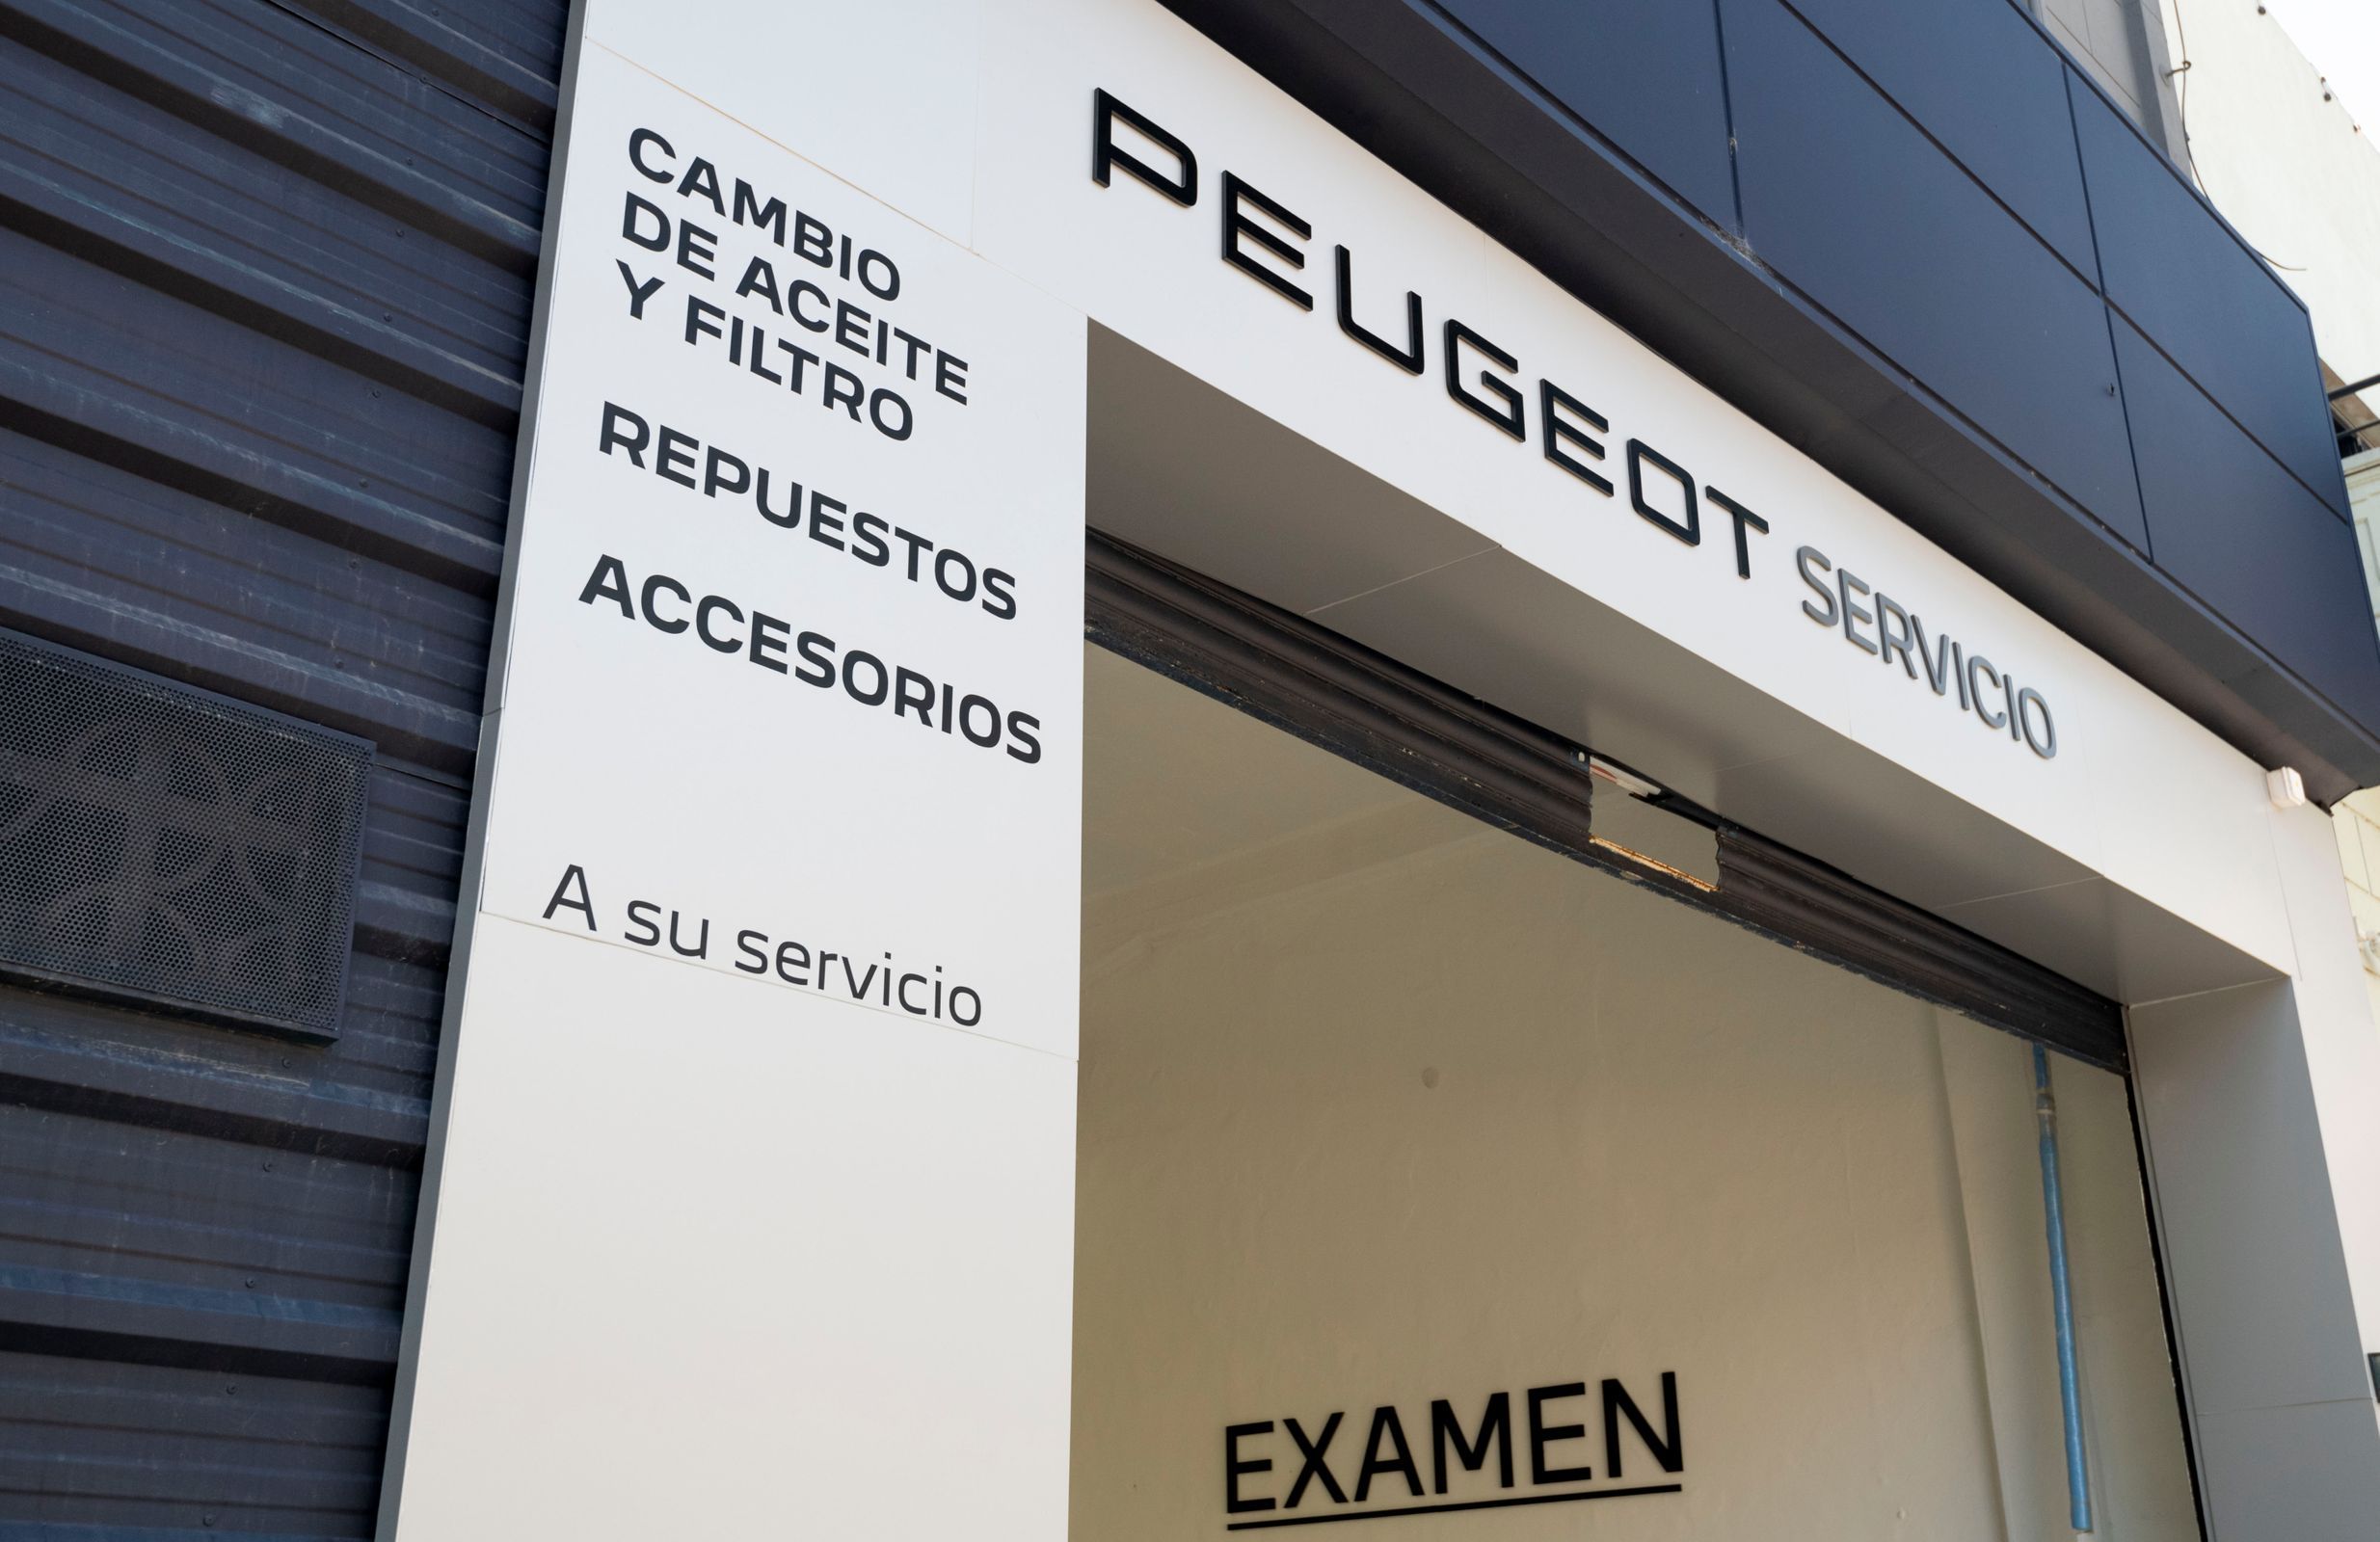 PEUGEOT SERVICIO
CAMBIO
DE ACEITE
Y FILTRO
REPUESTOS
ACCESORIOS
A su servicio
EXAMEN